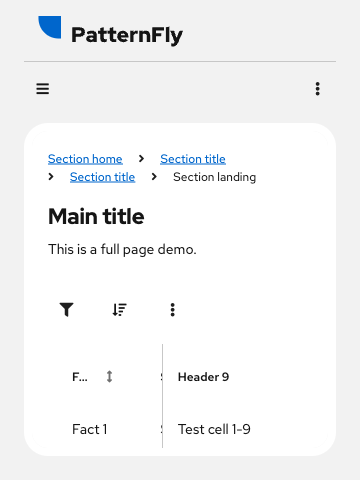 PatternFly
Section home Section title
Section title Section landing
Main title
This is a full page demo.
F... Header 9
Fact 1 Test cell 1-9